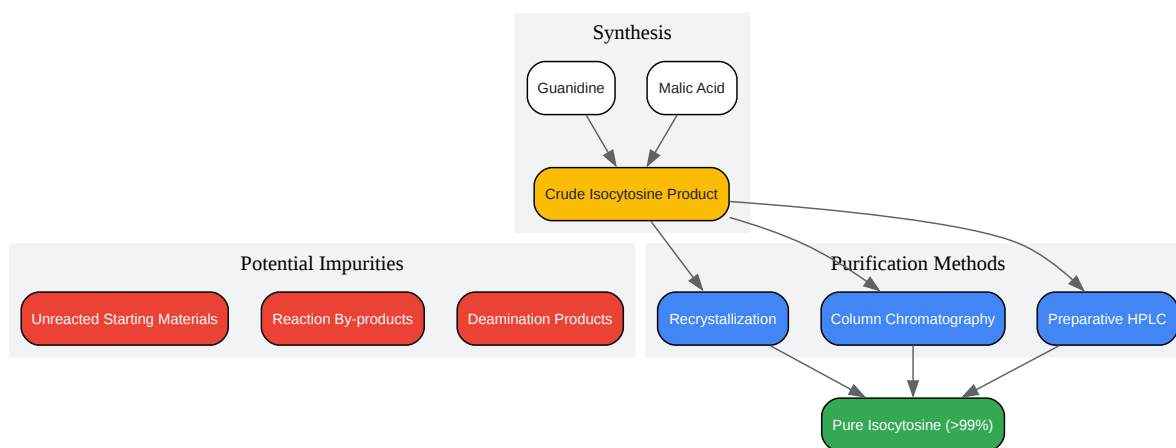 Synthesis
Guanidine
Malic Acid
Crude Isocytosine Product
Potential Impurities
Unreacted Starting Materials
Reaction By-products
Deamination Products
Purification Methods
Recrystallization
Column Chromatography
Preparative HPLC
Pure Isocytosine (>99%)